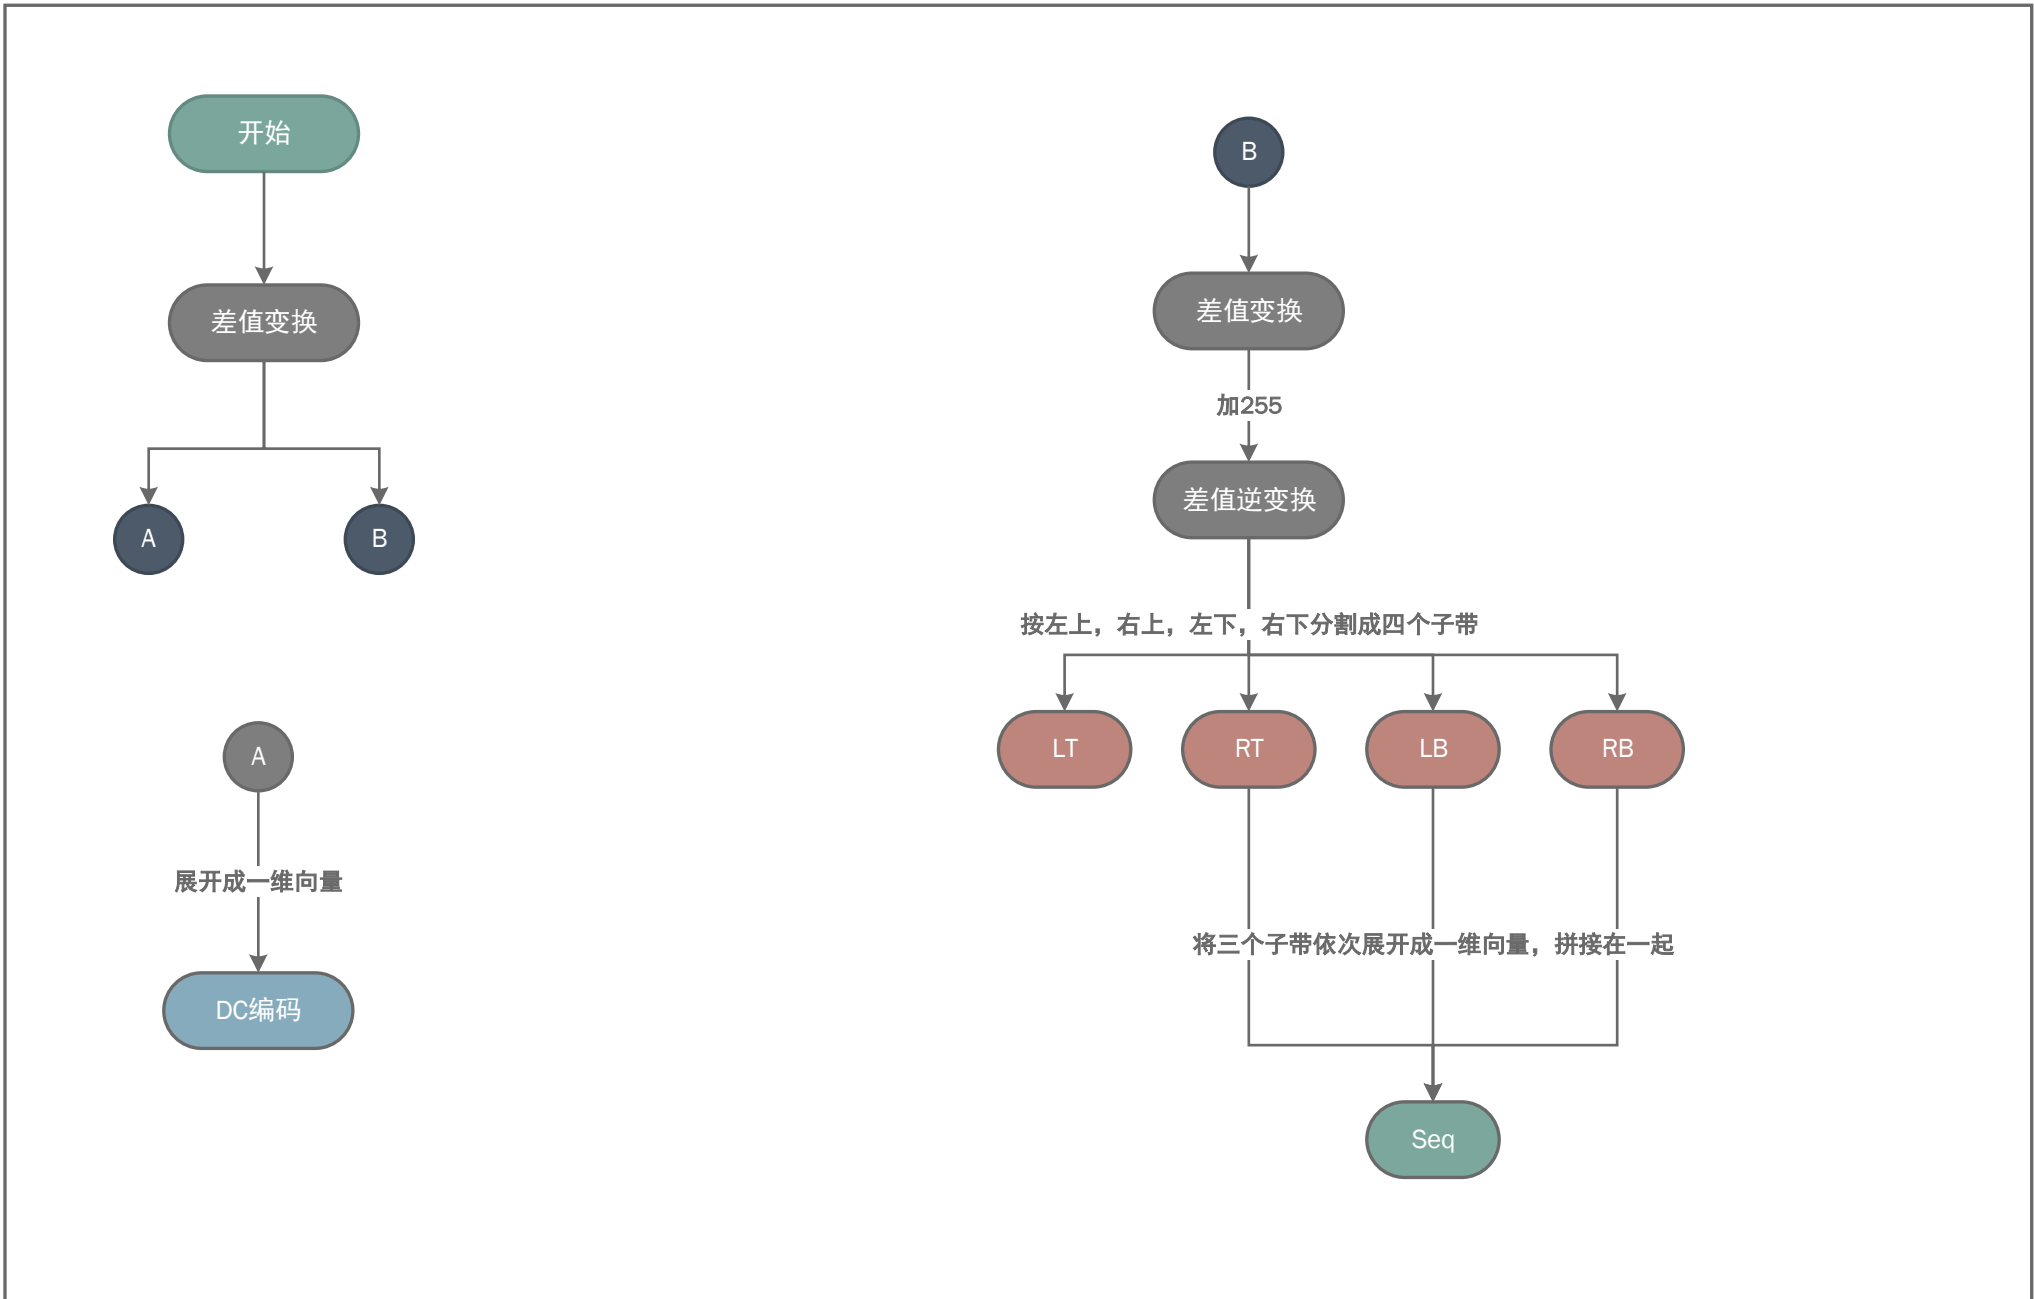 开始
差值变换
A
B
A
展开成一维向量
DC编码
B
差值变换
加255
差值逆变换
按左上，右上，左下，右下分割成四个子带
LT
RT
LB
RB
将三个子带依次展开成一维向量，拼接在一起
Seq